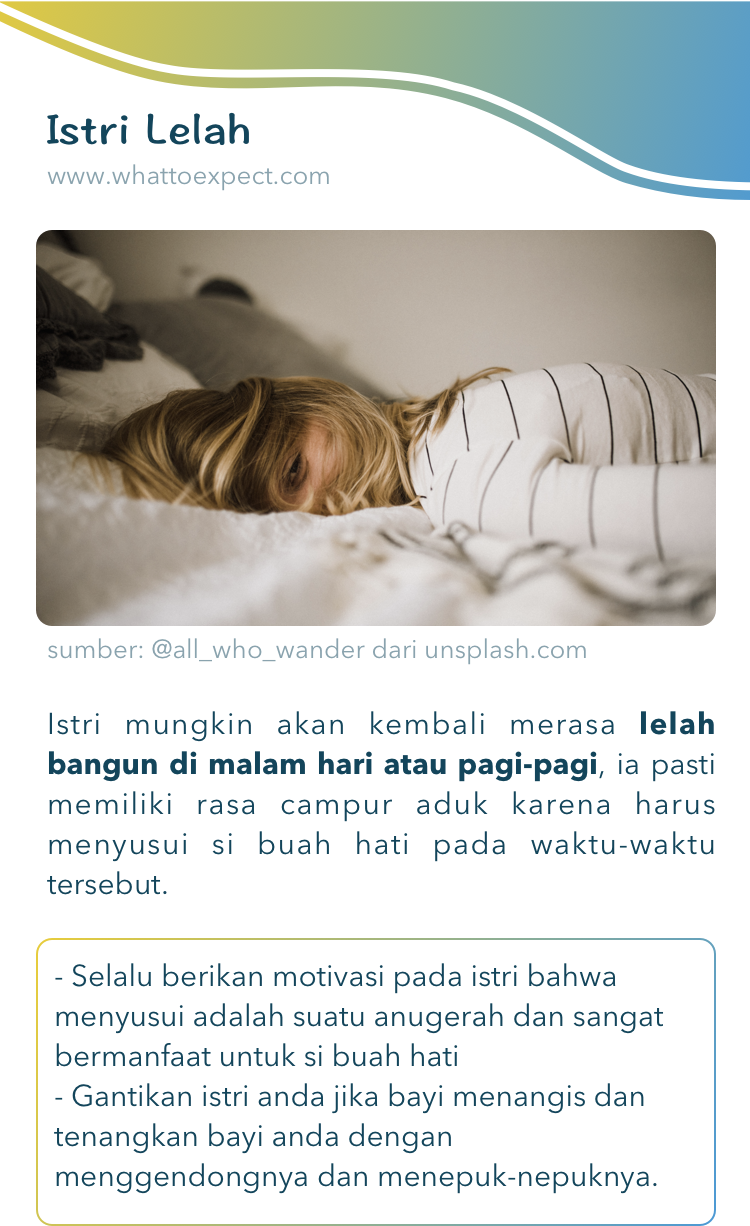 Istri Lelah
www.whattoexpect.com
sumber: @all_who_wander dari unsplash.com
Istri mungkin akan kembali merasa lelah
bangun di malam hari atau pagi-pagi, ia pasti
memiliki rasa campur aduk karena harus
menyusui si buah hati pada waktu-waktu
tersebut.
- Selalu berikan motivasi pada istri bahwa
menyusui adalah suatu anugerah dan sangat
bermanfaat untuk si buah hati
- Gantikan istri anda jika bayi menangis dan
tenangkan bayi anda dengan
menggendongnya dan menepuk-nepuknya.